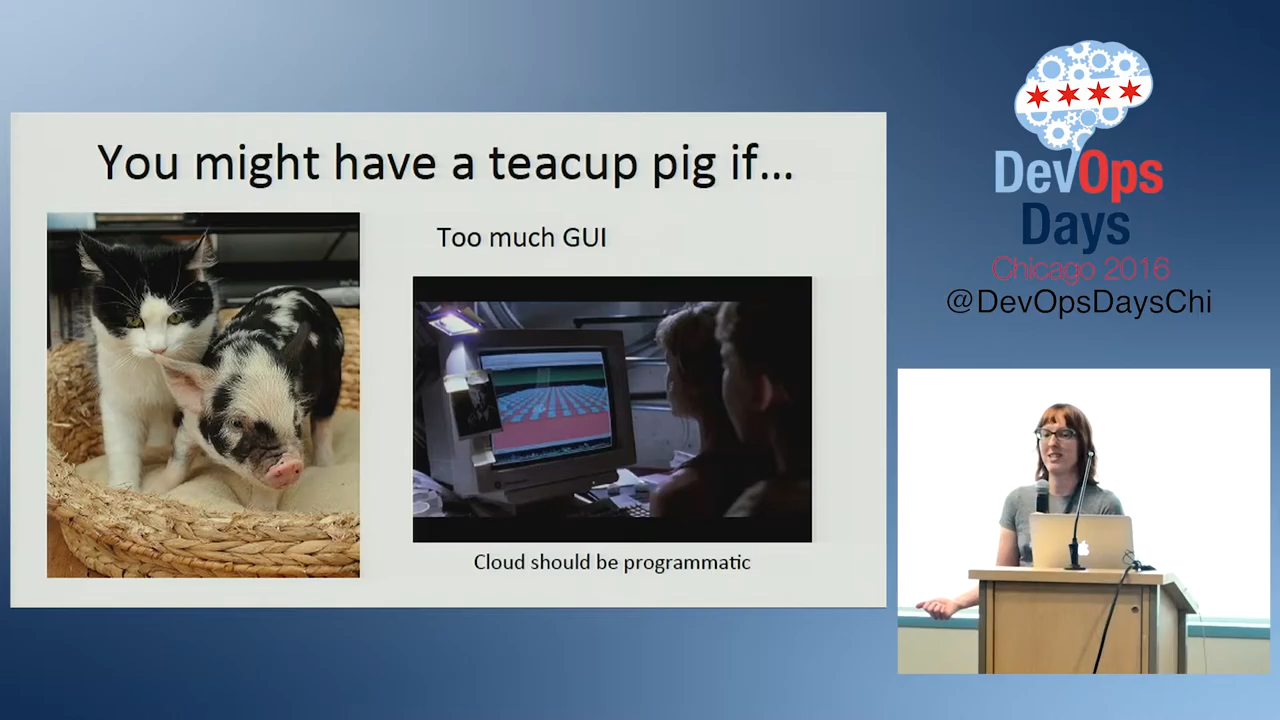 You might have a teacup pig if...
Too much GUI
Cloud should be programmatic
DevOps
Days
Chicago 2016
@DevOpsDaysChi